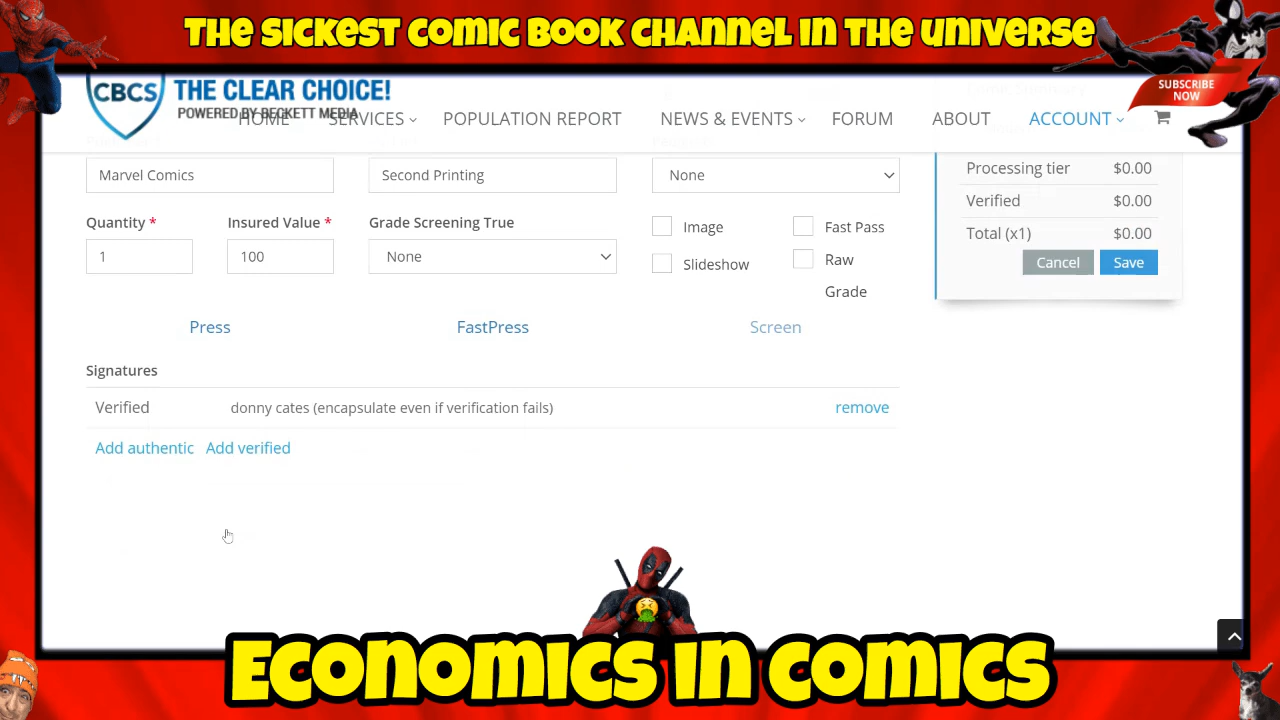 THE SICKEST COMIC BOOK CHANNEL IN THE UNIVERSE
SUBSCRIBE
NOW
CBCS
THE CLEAR CHOICE!
POWERED BY BECKETT MEDIA
HOME SERVICES POPULATION REPORT NEWS & EVENTS FORUM ABOUT ACCOUNT
Marvel Comics Second Printing None
Processing tier $0.00
Verified $0.00
Total (x1) $0.00
Cancel Save
Quantity * Insured Value * Grade Screening True
1 100 None
Image Fast Pass
Slideshow Raw
Grade
Press FastPress Screen
Signatures
Verified donny cates (encapsulate even if verification fails) remove
Add authentic Add verified
ECONOMICS IN COMICS